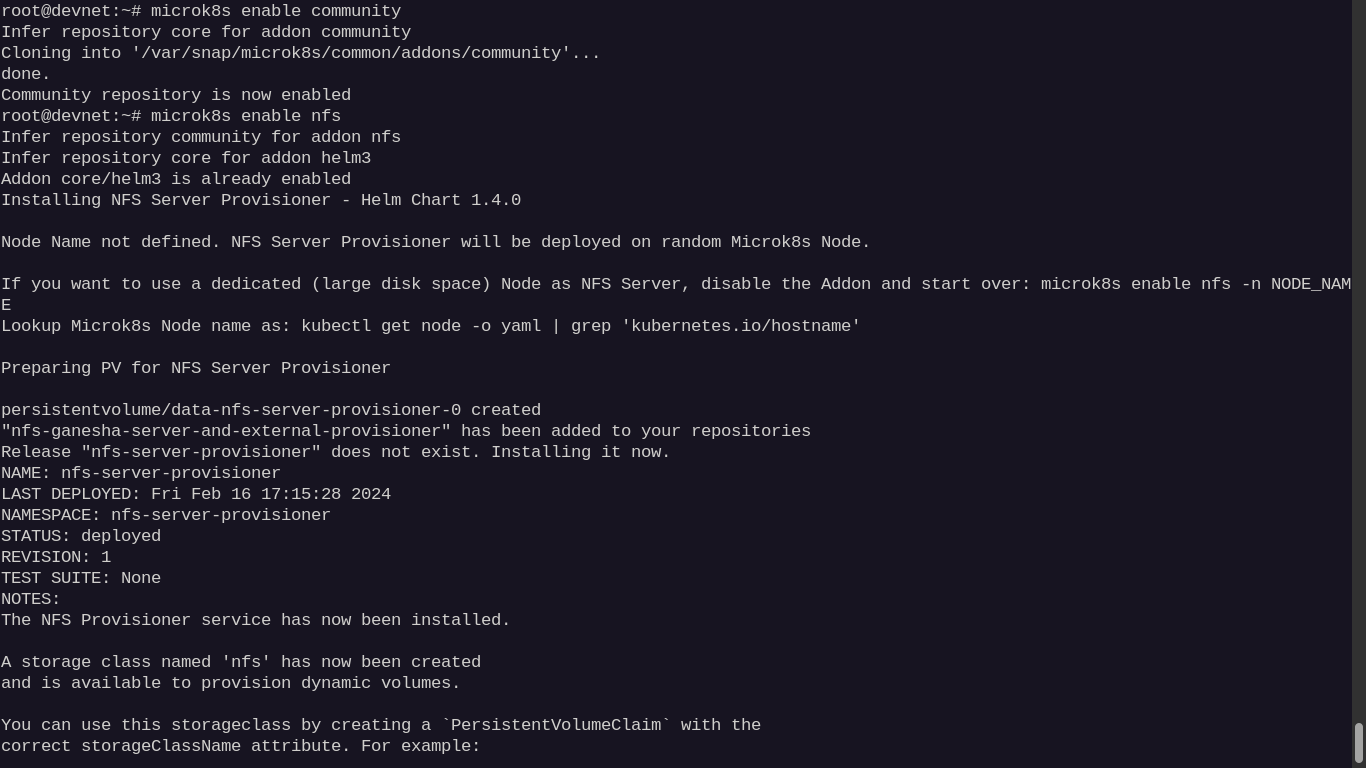 root@devnet:~# microk8s enable community
Infer repository core for addon community
Cloning into '/var/snap/microk8s/common/addons/community'...
done.
Community repository is now enabled
root@devnet:~# microk8s enable nfs
Infer repository community for addon nfs
Infer repository core for addon helm3
Addon core/helm3 is already enabled
Installing NFS Server Provisioner - Helm Chart 1.4.0
Node Name not defined. NFS Server Provisioner will be deployed on random Microk8s Node.
If you want to use a dedicated (large disk space) Node as NFS Server, disable the Addon and start over: microk8s enable nfs -n NODE_NAM
E
Lookup Microk8s Node name as: kubectl get node -o yaml | grep 'kubernetes.io/hostname'
Preparing PV for NFS Server Provisioner
persistentvolume/data-nfs-server-provisioner-0 created
"nfs-ganesha-server-and-external-provisioner" has been added to your repositories
Release "nfs-server-provisioner" does not exist. Installing it now.
NAME: nfs-server-provisioner
LAST DEPLOYED: Fri Feb 16 17:15:28 2024
NAMESPACE: nfs-server-provisioner
STATUS: deployed
REVISION: 1
TEST SUITE: None
NOTES:
The NFS Provisioner service has now been installed.
A storage class named 'nfs' has now been created
and is available to provision dynamic volumes.
You can use this storageclass by creating a `PersistentVolumeClaim` with the
correct storageClassName attribute. For example: